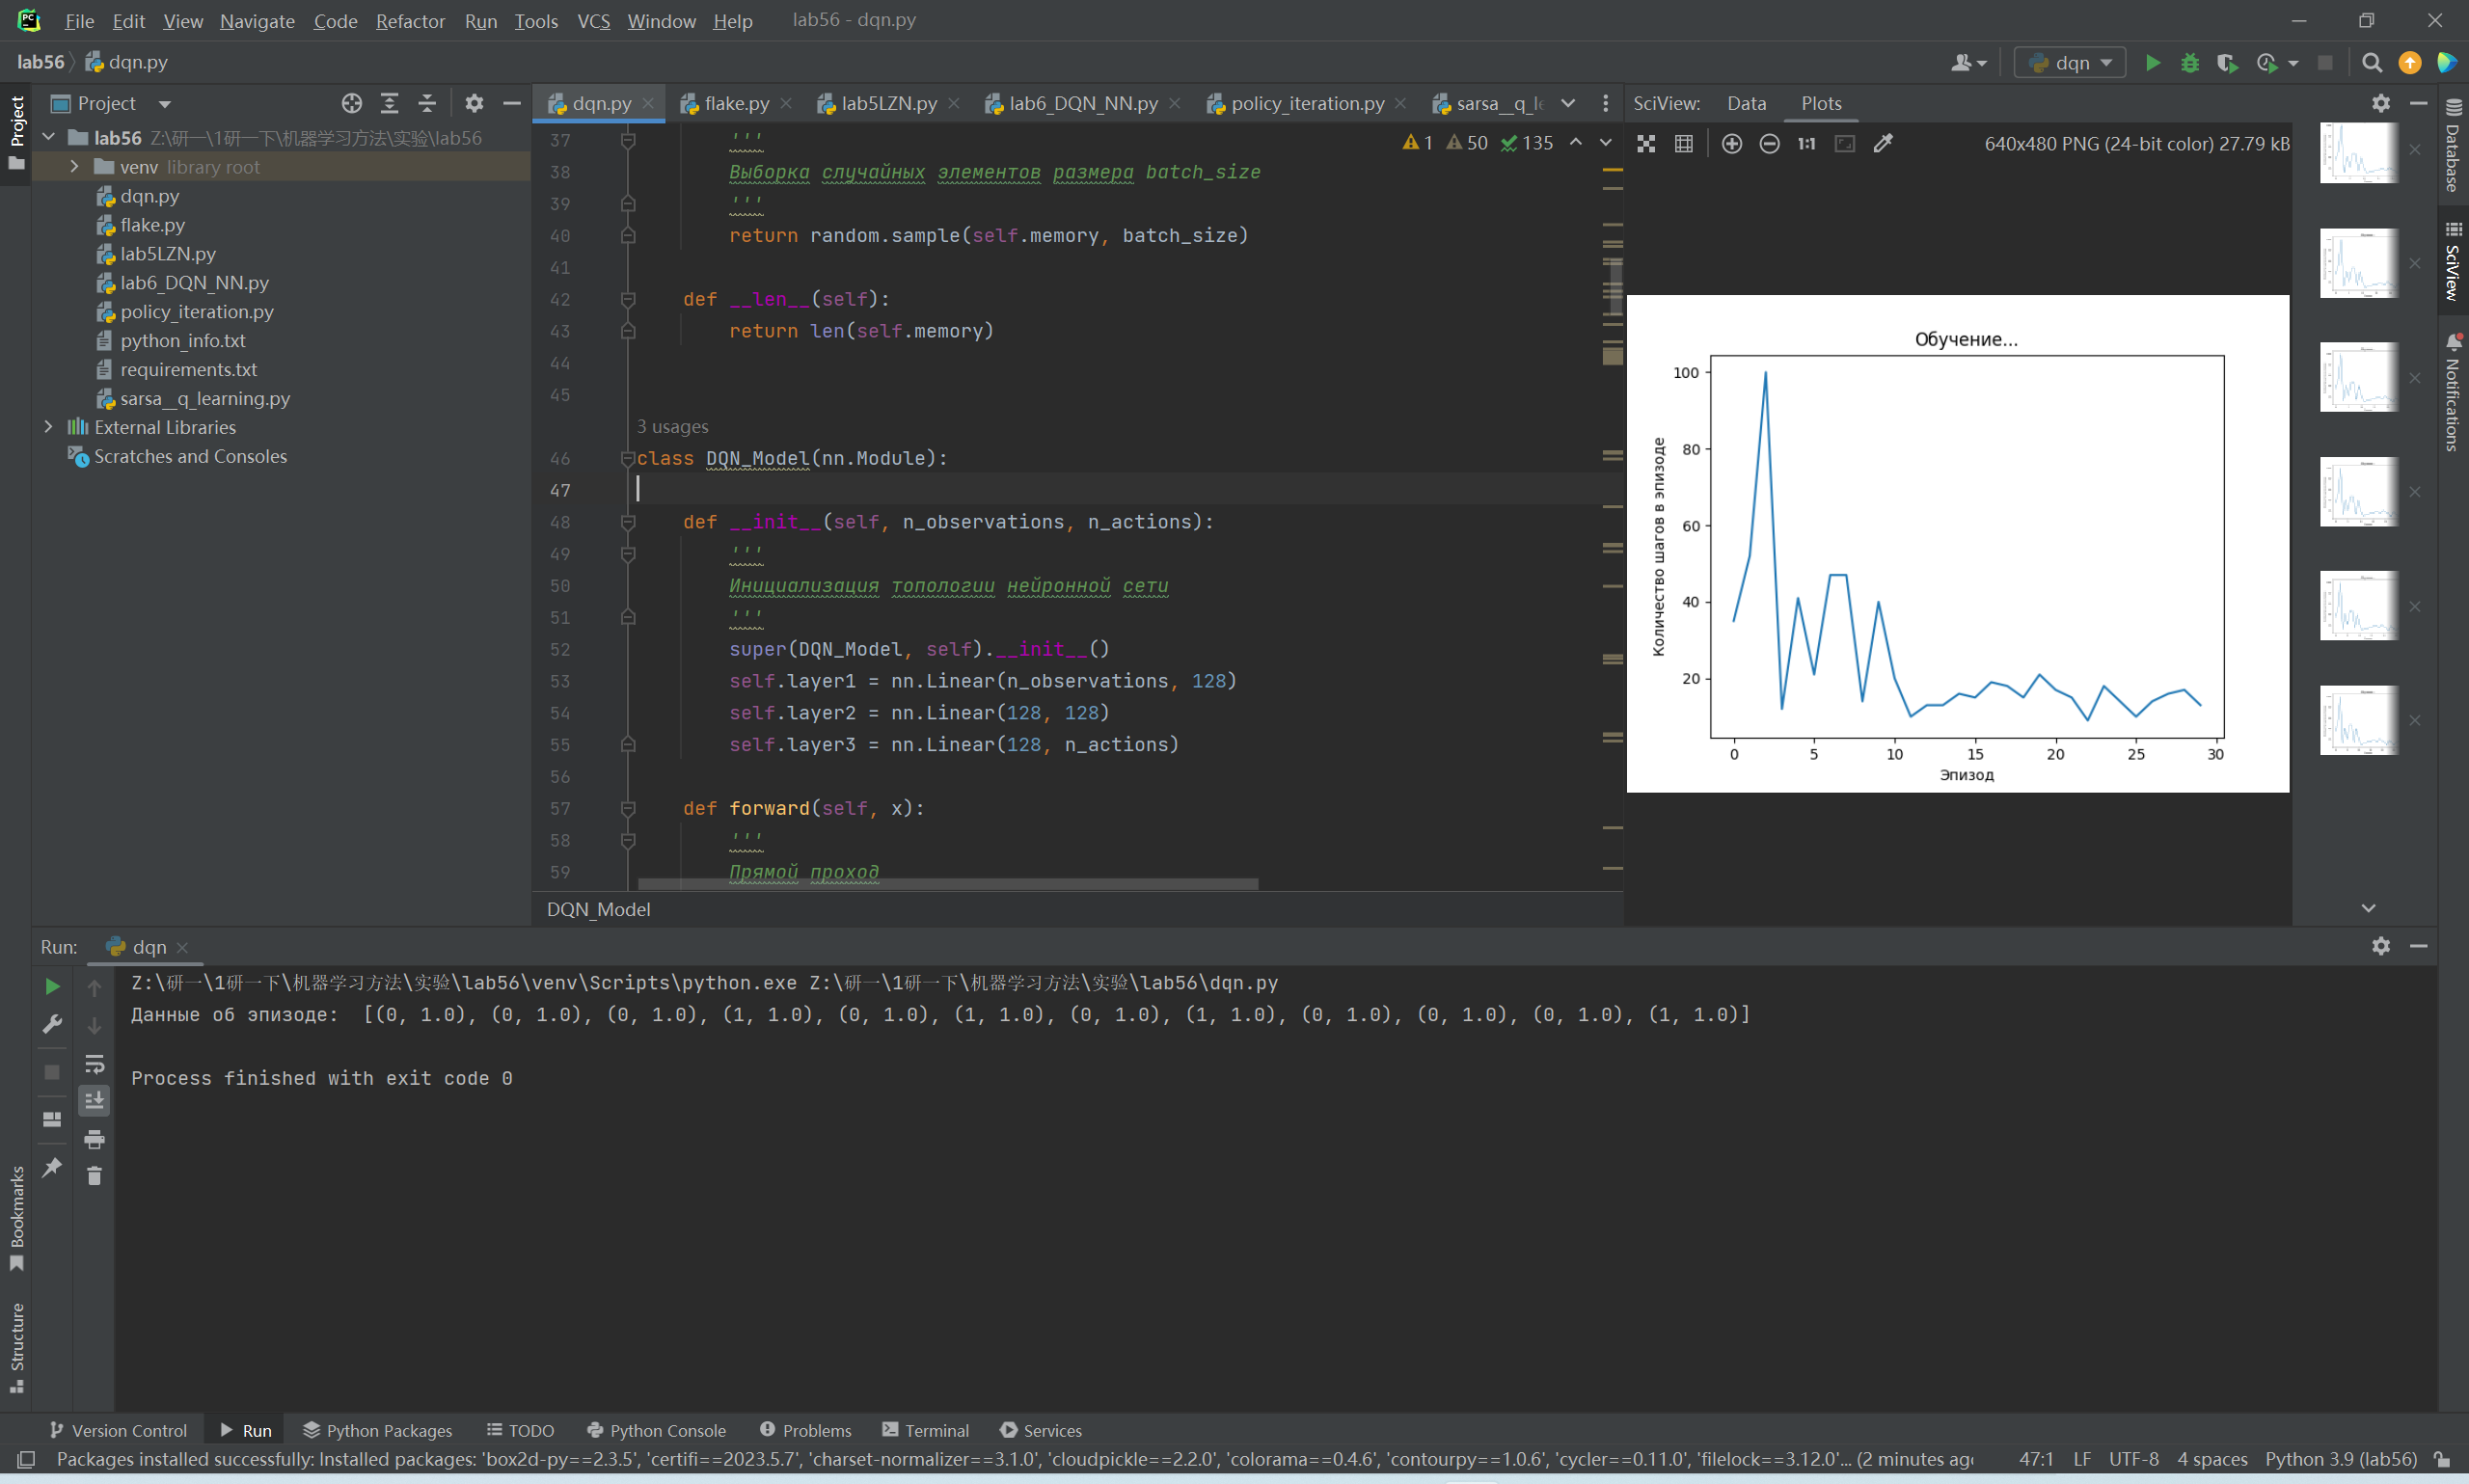 File Edit View Navigate Code Refactor Run Tools VCS Window Help lab56 - dqn.py
lab56 dqn.py
dqn
Project
Project
lab56 Z:\研一\1研一下\机器学习方法\实验\lab56
venv library root
dqn.py
flake.py
lab5LZN.py
lab6_DQN_NN.py
policy_iteration.py
python_info.txt
requirements.txt
sarsa__q_learning.py
External Libraries
Scratches and Consoles
dqn.py flake.py lab5LZN.py lab6_DQN_NN.py policy_iteration.py sarsa__q_l
1 50 135
37 '''
38 Выборка случайных элементов размера batch_size
39 '''
40 return random.sample(self.memory, batch_size)
41
42 def __len__(self):
43 return len(self.memory)
44
45
3 usages
46 class DQN_Model(nn.Module):
47
48 def __init__(self, n_observations, n_actions):
49 '''
50 Инициализация топологии нейронной сети
51 '''
52 super(DQN_Model, self).__init__()
53 self.layer1 = nn.Linear(n_observations, 128)
54 self.layer2 = nn.Linear(128, 128)
55 self.layer3 = nn.Linear(128, n_actions)
56
57 def forward(self, x):
58 '''
59 Прямой проход
DQN_Model
SciView: Data Plots
1:1 640x480 PNG (24-bit color) 27.79 kB
Обучение...
Количество шагов в эпизоде
100
80
60
40
20
0 5 10 15 20 25 30
Эпизод
Database
SciView
Notifications
Run: dqn
Z:\研一\1研一下\机器学习方法\实验\lab56\venv\Scripts\python.exe Z:\研一\1研一下\机器学习方法\实验\lab56\dqn.py
Данные об эпизоде:  [(0, 1.0), (0, 1.0), (0, 1.0), (1, 1.0), (0, 1.0), (1, 1.0), (0, 1.0), (1, 1.0), (0, 1.0), (0, 1.0), (0, 1.0), (1, 1.0)]
Process finished with exit code 0
Bookmarks
Structure
Version Control Run Python Packages TODO Python Console Problems Terminal Services
Packages installed successfully: Installed packages: 'box2d-py==2.3.5', 'certifi==2023.5.7', 'charset-normalizer==3.1.0', 'cloudpickle==2.2.0', 'colorama==0.4.6', 'contourpy==1.0.6', 'cycler==0.11.0', 'filelock==3.12.0'... (2 minutes ag 47:1 LF UTF-8 4 spaces Python 3.9 (lab56)